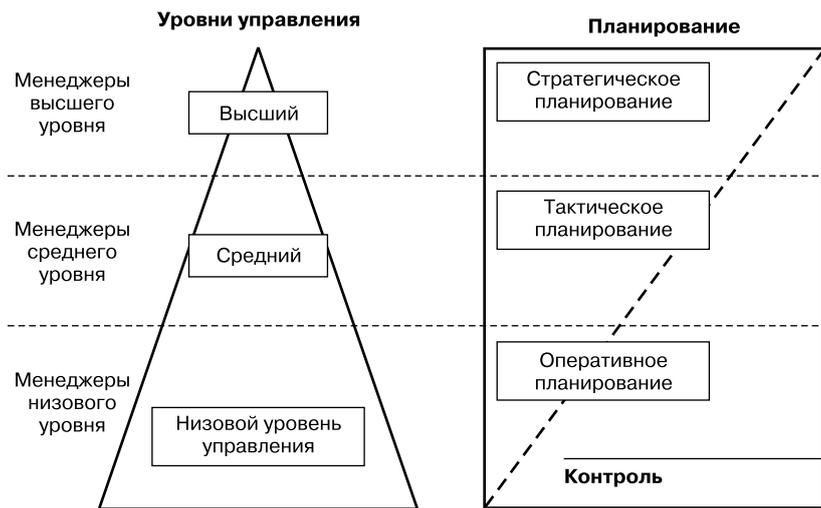 Уровни управления
Планирование
Менеджеры
высшего
уровня
Высший
Стратегическое
планирование
Менеджеры
среднего
уровня
Средний
Тактическое
планирование
Менеджеры
низового
уровня
Низовой уровень
управления
Оперативное
планирование
Контроль